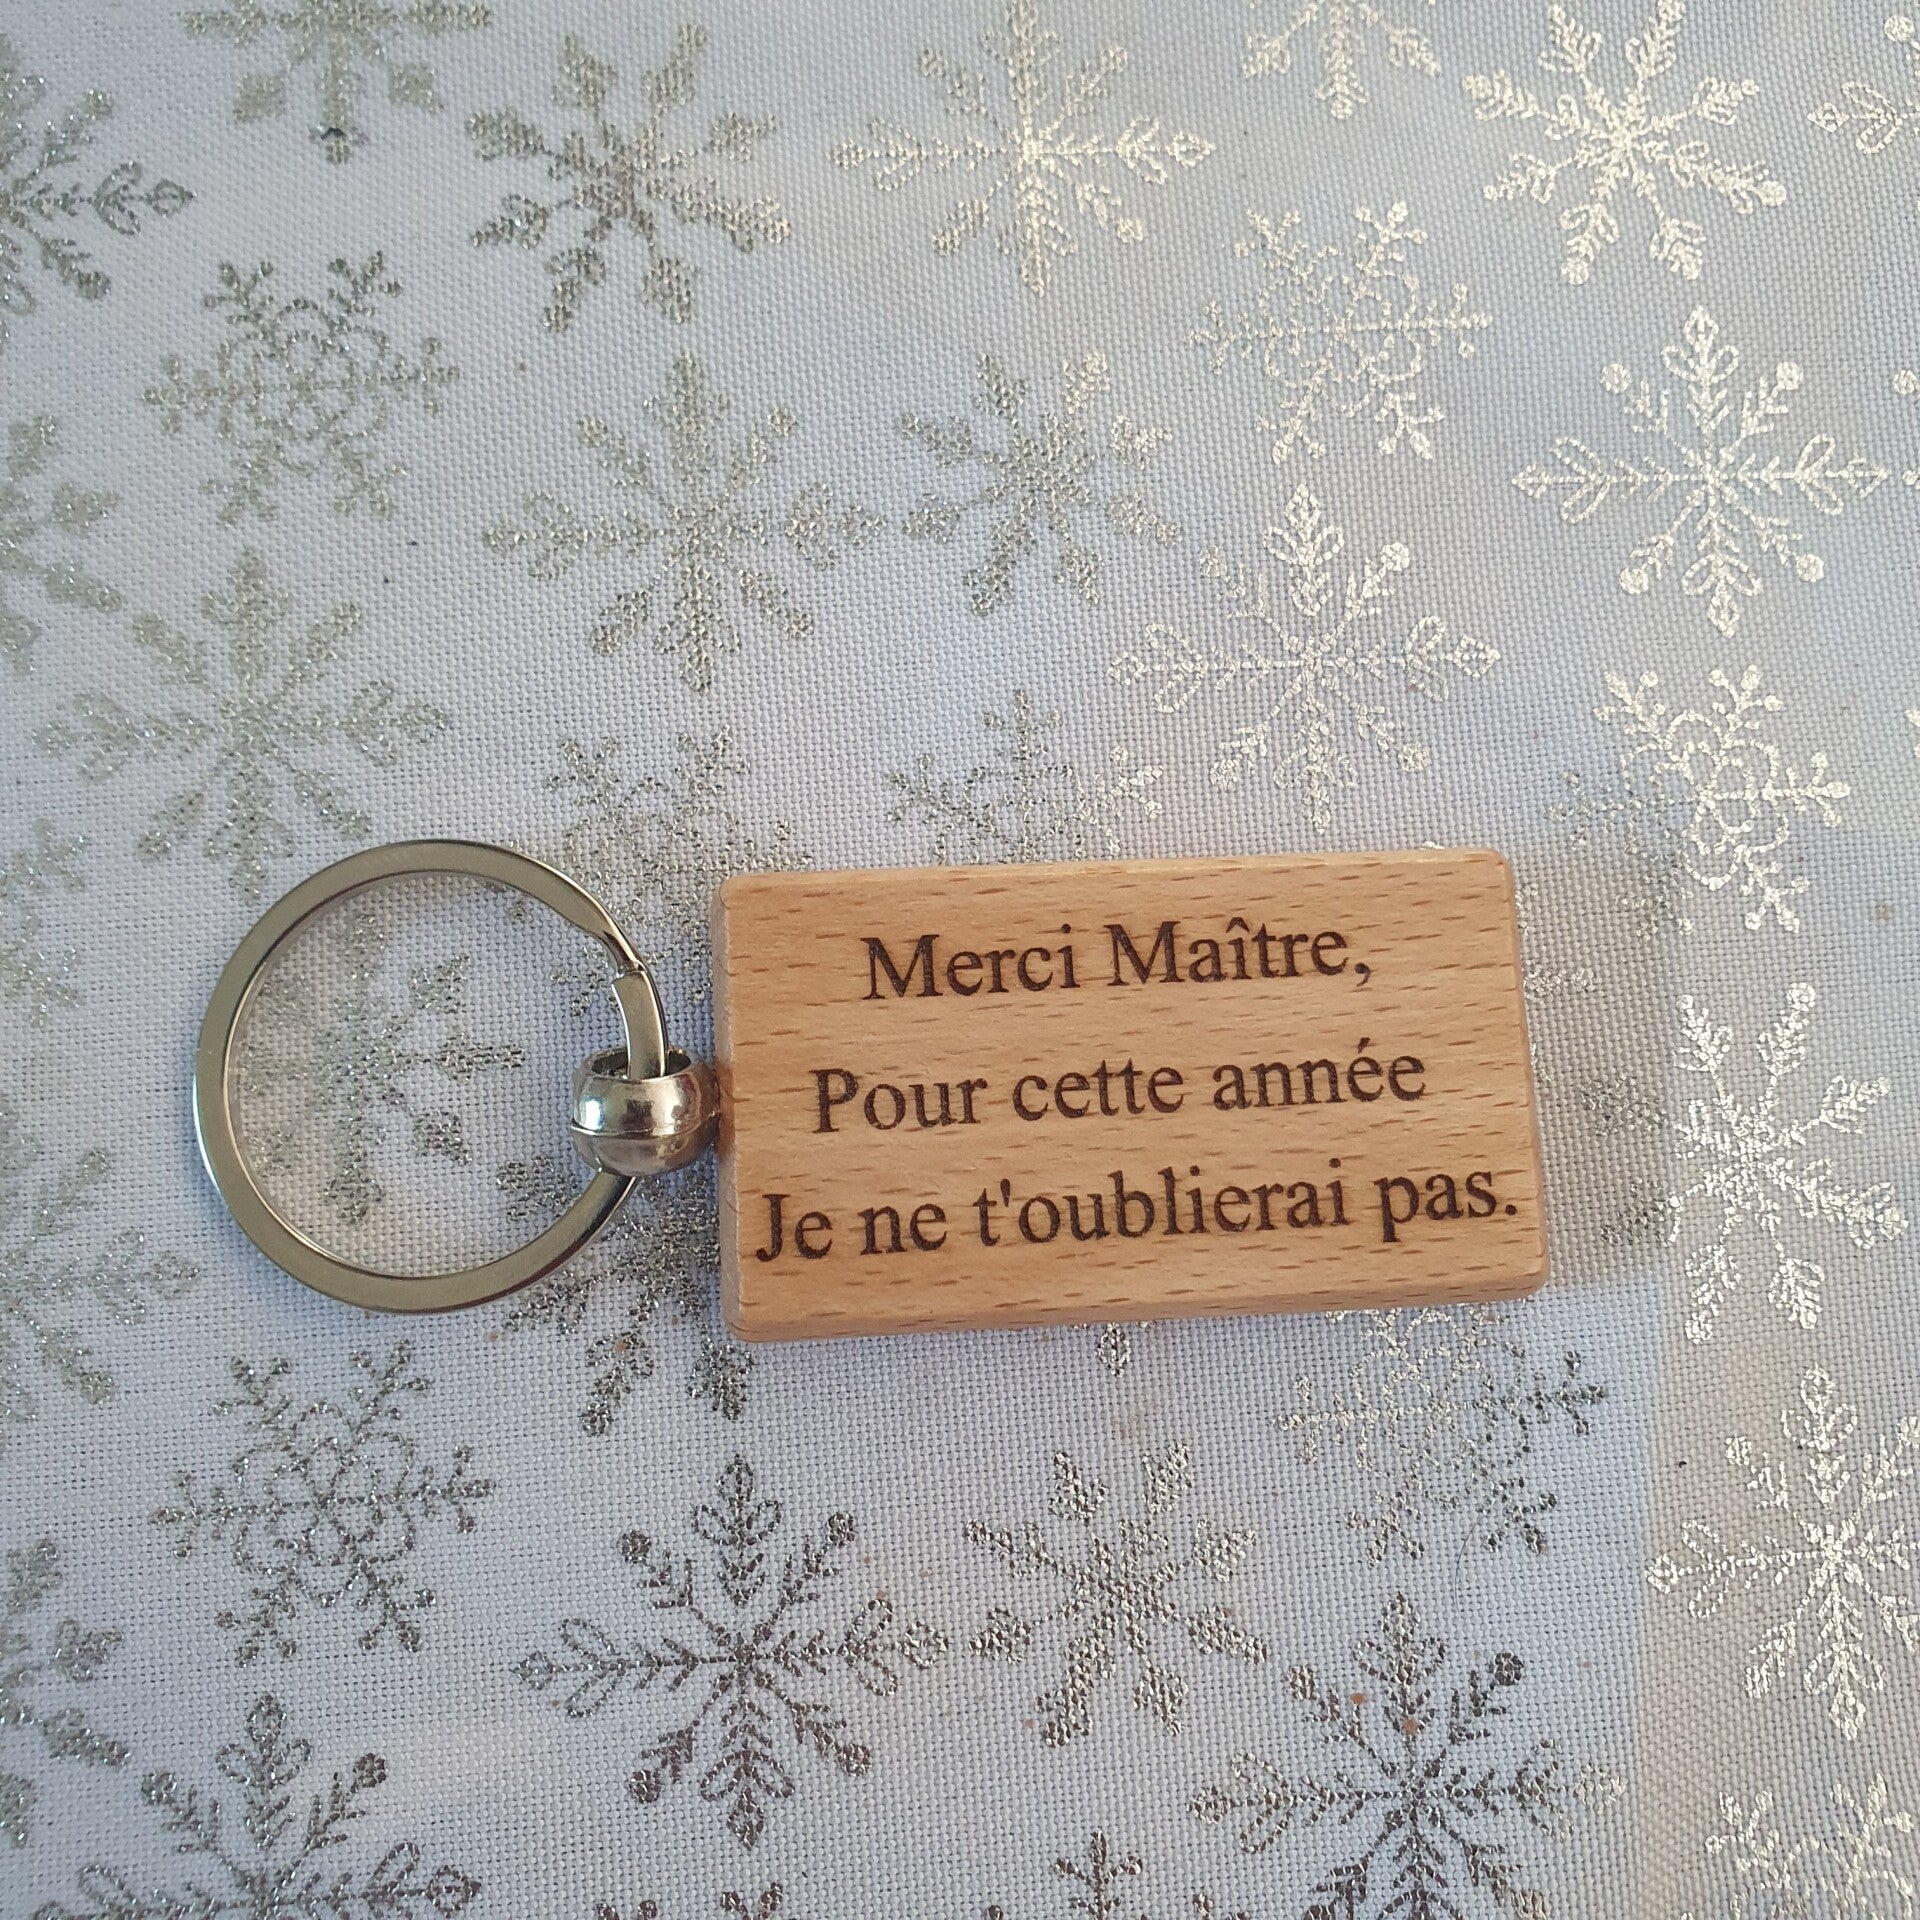 Merci Maître,
Pour cette année
Je ne t'oublierai pas.